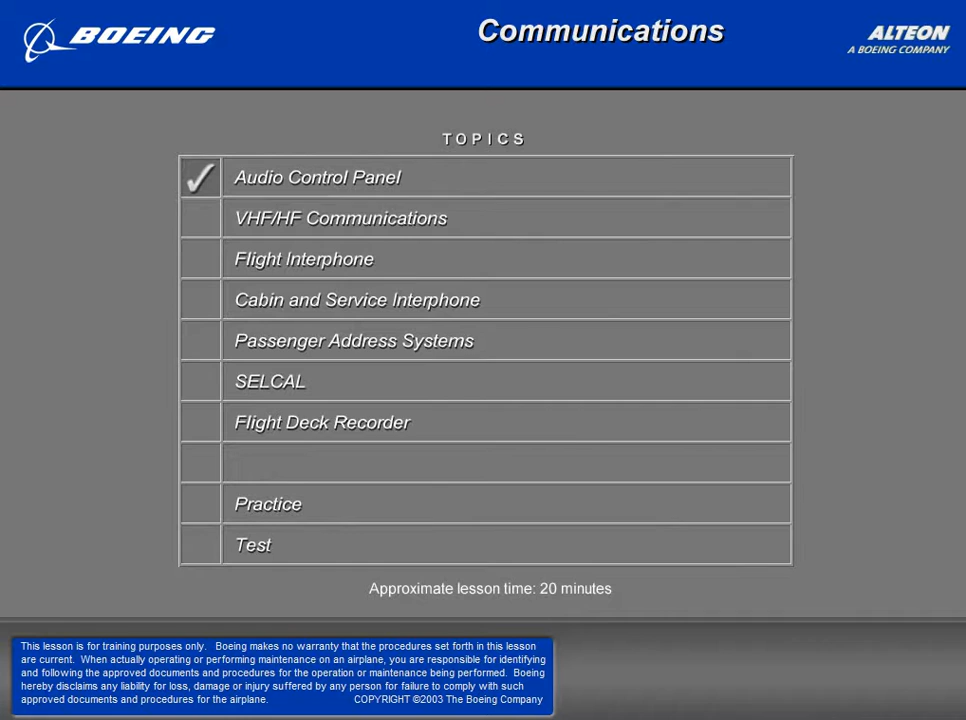 BOEING
Communications
ALTEON
A BOEING COMPANY
TOPICS
Audio Control Panel
VHF/HF Communications
Flight Interphone
Cabin and Service Interphone
Passenger Address Systems
SELCAL
Flight Deck Recorder
Practice
Test
Approximate lesson time: 20 minutes
This lesson is for training purposes only. Boeing makes no warranty that the procedures set forth in this lesson
are current. When actually operating or performing maintenance on an airplane, you are responsible for identifying
and following the approved documents and procedures for the operation or maintenance being performed. Boeing
hereby disclaims any liability for loss, damage or injury suffered by any person for failure to comply with such
approved documents and procedures for the airplane. COPYRIGHT ©2003 The Boeing Company